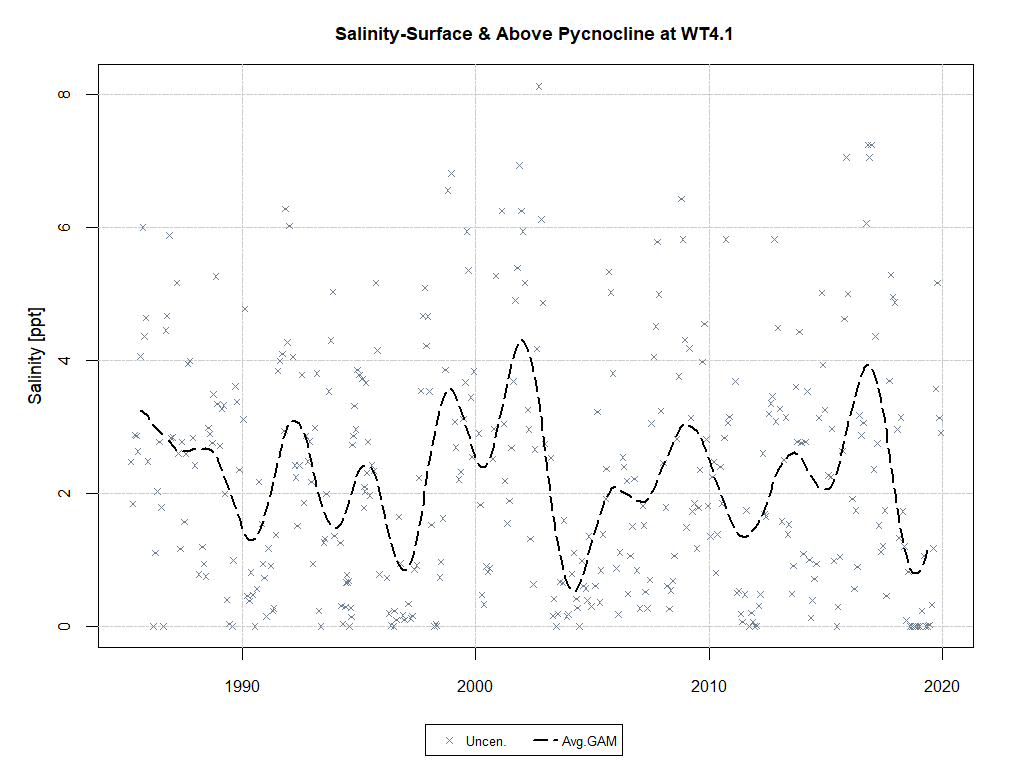 Salinity-Surface & Above Pycnocline at WT4.1
Salinity [ppt]
8
6
4
2
0
1990 2000 2010 2020
Uncen. Avg.GAM